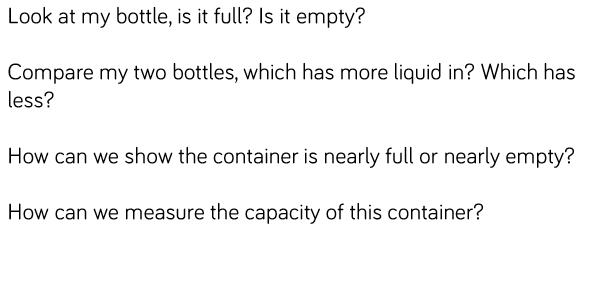 Look at my bottle, is it full? Is it empty?
Compare my two bottles, which has more liquid in? Which has
less?
How can we show the container is nearly full or nearly empty?
How can we measure the capacity of this container?